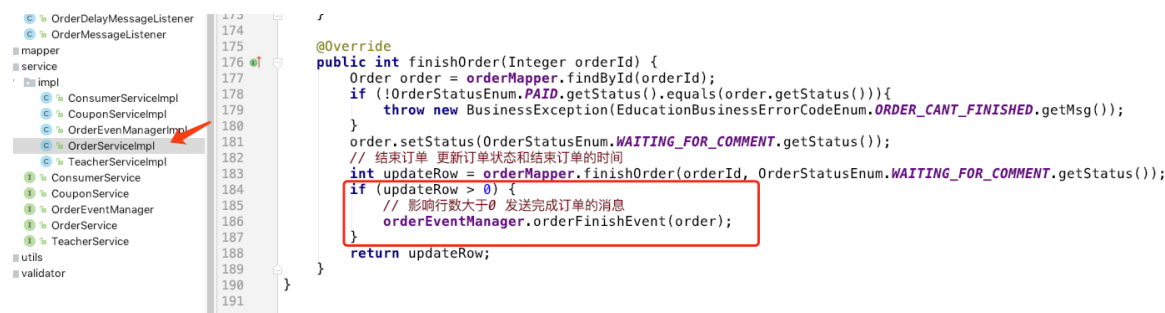 OrderDelayMessageListener
OrderMessageListener
mapper
service
impl
ConsumerServiceImpl
CouponServiceImpl
OrderEvenManagerImpl
OrderServiceImpl
TeacherServiceImpl
ConsumerService
CouponService
OrderEventManager
OrderService
TeacherService
utils
validator
173 }
174
175 @Override
176 public int finishOrder(Integer orderId) {
177 Order order = orderMapper.findById(orderId);
178 if (!OrderStatusEnum.PAID.getStatus().equals(order.getStatus())){
179 throw new BusinessException(EducationBusinessErrorCodeEnum.ORDER_CANT_FINISHED.getMsg());
180 }
181 order.setStatus(OrderStatusEnum.WAITING_FOR_COMMENT.getStatus());
182 // 结束订单 更新订单状态和结束订单的时间
183 int updateRow = orderMapper.finishOrder(orderId, OrderStatusEnum.WAITING_FOR_COMMENT.getStatus());
184 if (updateRow > 0) {
185 // 影响行数大于0 发送完成订单的消息
186 orderEventManager.orderFinishEvent(order);
187 }
188 return updateRow;
189 }
190 }
191